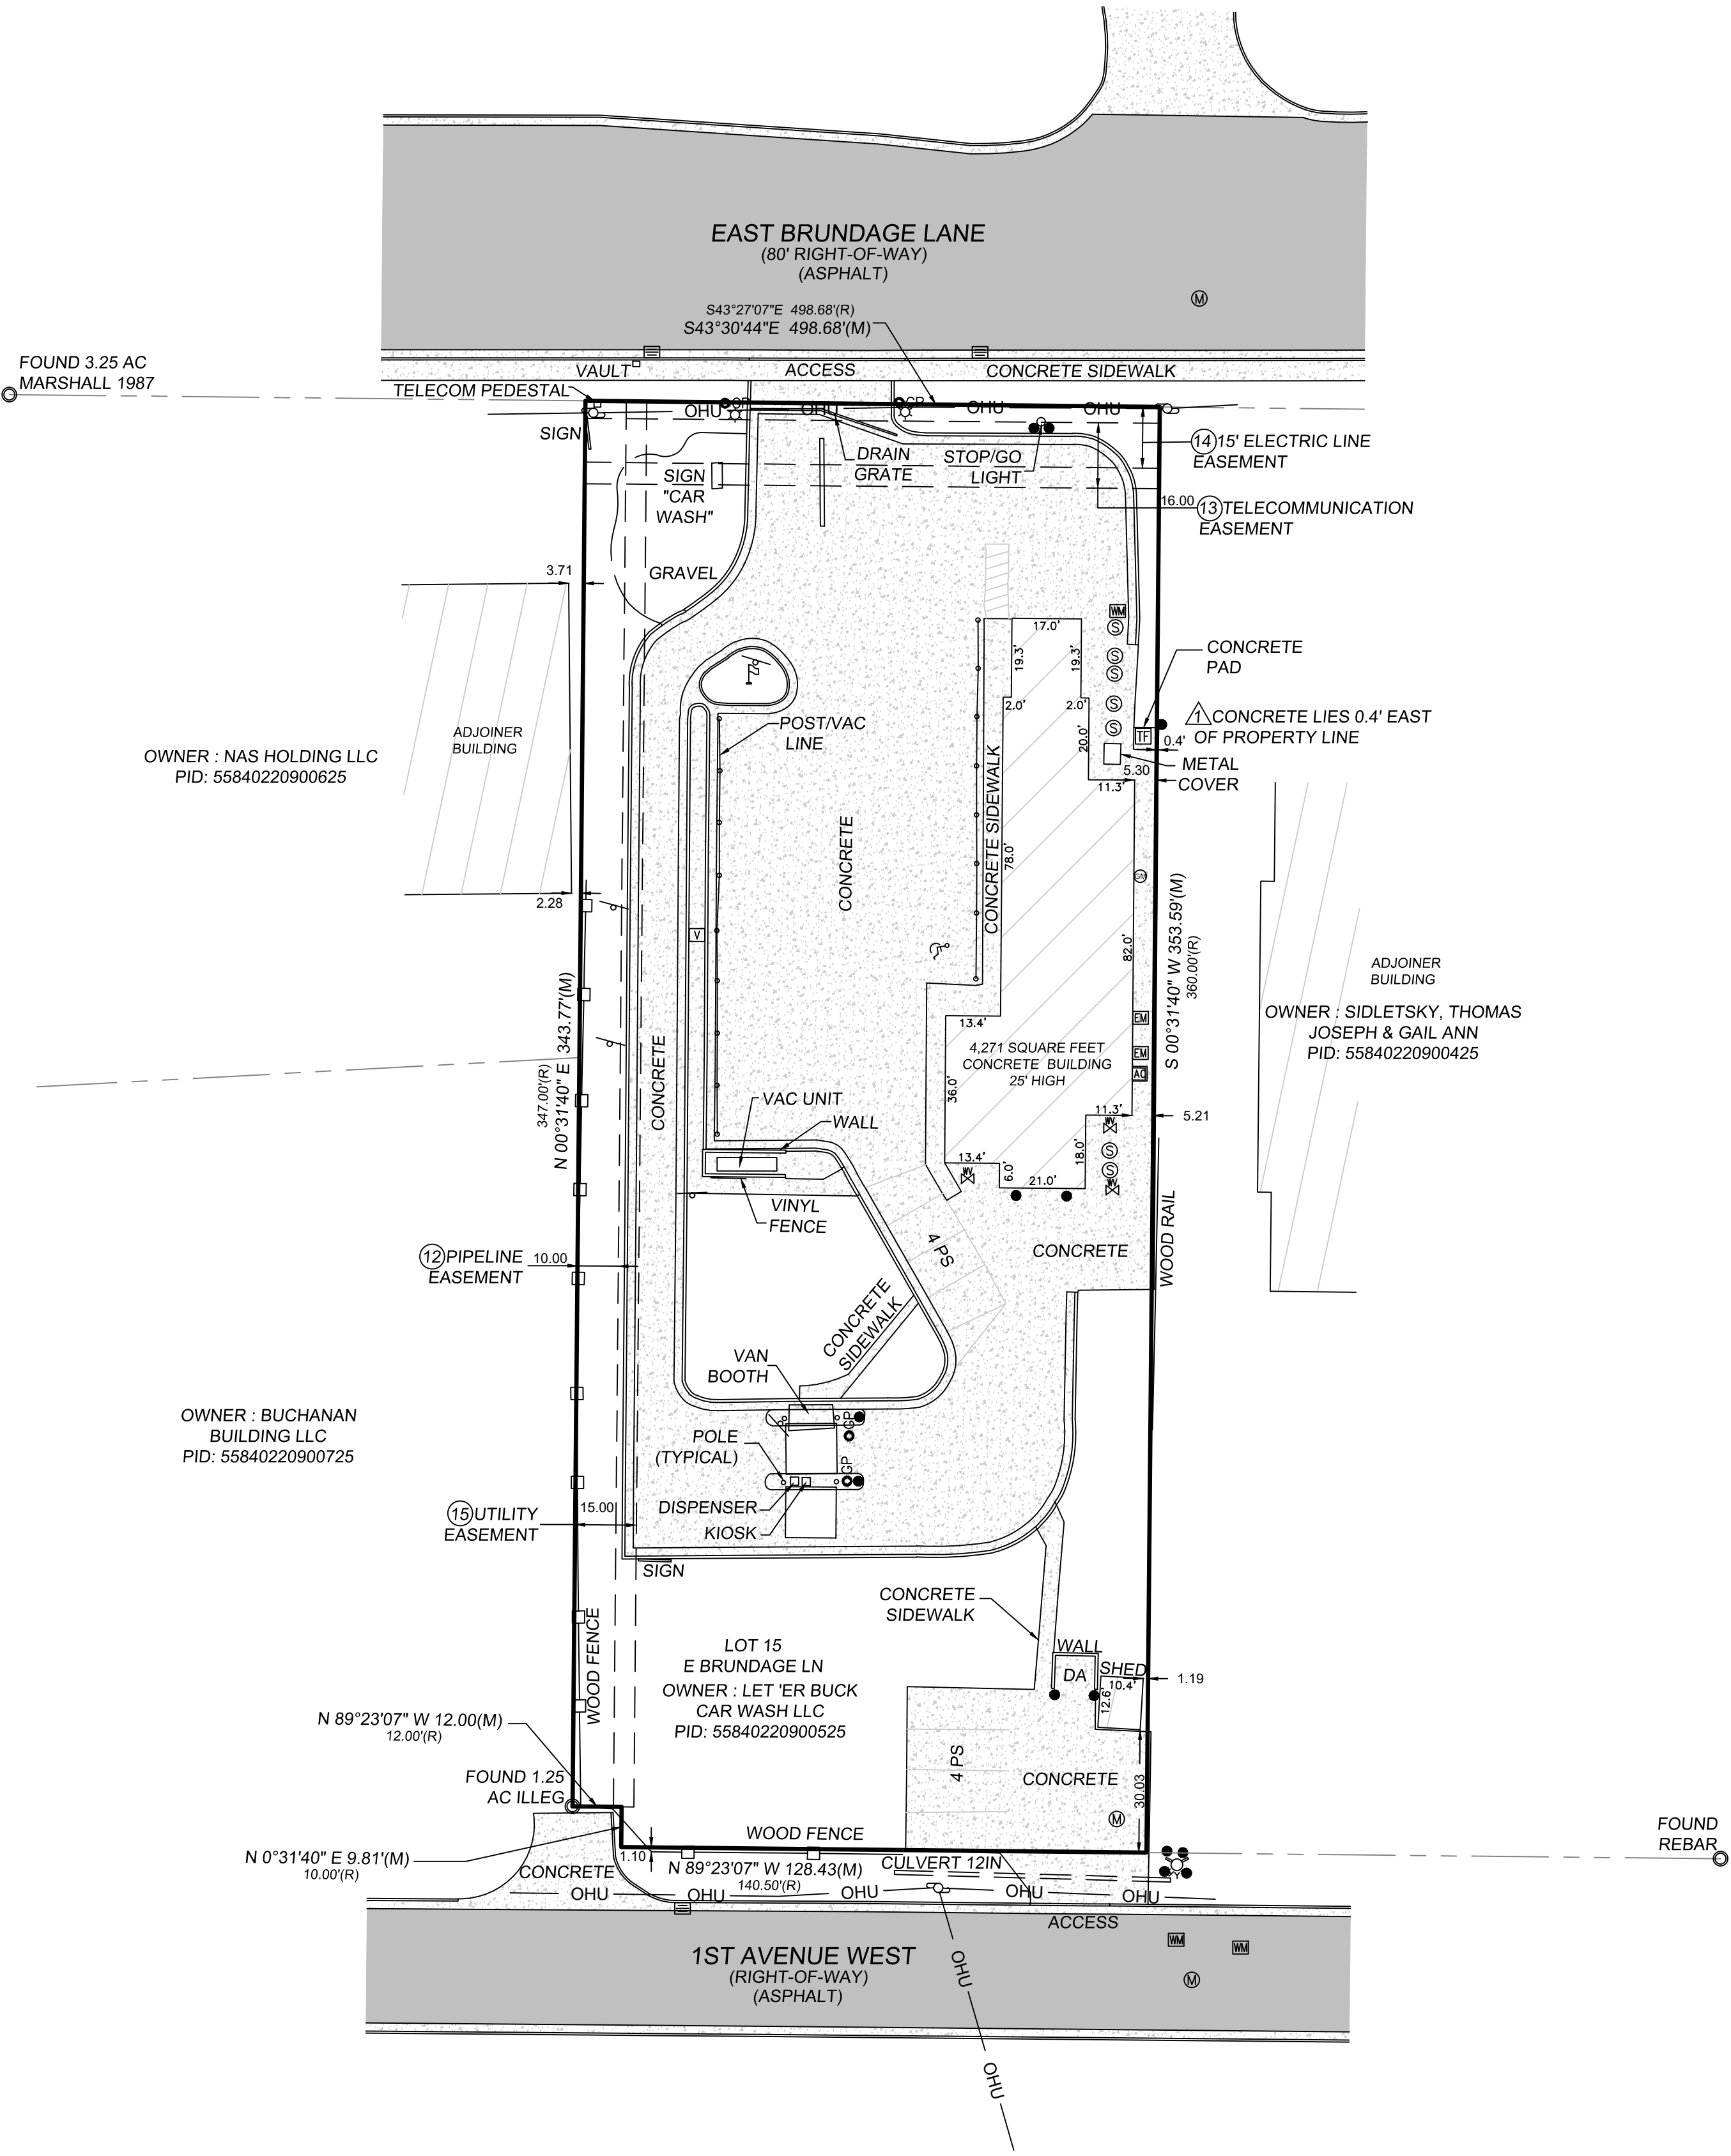 EAST BRUNDAGE LANE
(80' RIGHT-OF-WAY)
(ASPHALT)
M
S43°27'07"E 498.68'(R)
S43°30'44"E 498.68'(M)
FOUND 3.25 AC
MARSHALL 1987
VAULT
ACCESS
CONCRETE SIDEWALK
TELECOM PEDESTAL
GP
GP
OHU
OHU
OHU
OHU
SIGN
DRAIN
GRATE
STOP/GO
LIGHT
14 15' ELECTRIC LINE
EASEMENT
SIGN
"CAR
WASH"
16.00
13 TELECOMMUNICATION
EASEMENT
3.71
GRAVEL
WM
S
17.0'
19.3'
19.3'
S
S
CONCRETE
PAD
2.0'
2.0'
S
S
POST/VAC
LINE
1 CONCRETE LIES 0.4' EAST
OF PROPERTY LINE
TF
0.4'
ADJOINER
BUILDING
20.0'
METAL
COVER
OWNER : NAS HOLDING LLC
PID: 55840220900625
5.30
11.3'
CONCRETE
CONCRETE SIDEWALK
78.0'
GM
2.28
V
82.0'
S 00°31'40" W 353.59'(M)
360.00'(R)
ADJOINER
BUILDING
OWNER : SIDLETSKY, THOMAS
JOSEPH & GAIL ANN
PID: 55840220900425
N 00°31'40" E 343.77'(M)
347.00'(R)
CONCRETE
13.4'
EM
4,271 SQUARE FEET
CONCRETE BUILDING
25' HIGH
EM
AC
36.0'
VAC UNIT
WALL
11.3'
5.21
WV
S
18.0'
13.4'
WV
6.0'
21.0'
S
WV
VINYL
FENCE
WOOD RAIL
4 PS
CONCRETE
12 PIPELINE
EASEMENT
10.00
CONCRETE
SIDEWALK
VAN
BOOTH
OWNER : BUCHANAN
BUILDING LLC
PID: 55840220900725
GP
POLE
(TYPICAL)
GP
15 UTILITY
EASEMENT
15.00
DISPENSER
KIOSK
SIGN
CONCRETE
SIDEWALK
WOOD FENCE
LOT 15
E BRUNDAGE LN
OWNER : LET 'ER BUCK
CAR WASH LLC
PID: 55840220900525
WALL
DA
SHED
10.4'
12.6'
1.19
N 89°23'07" W 12.00(M)
12.00'(R)
4 PS
CONCRETE
30.03
M
FOUND 1.25
AC ILLEG
WOOD FENCE
FOUND
REBAR
N 0°31'40" E 9.81'(M)
10.00'(R)
CONCRETE
1.10
N 89°23'07" W 128.43(M)
140.50'(R)
CULVERT 12IN
OHU
OHU
OHU
OHU
OHU
ACCESS
WM
WM
M
1ST AVENUE WEST
(RIGHT-OF-WAY)
(ASPHALT)
OHU
OHU